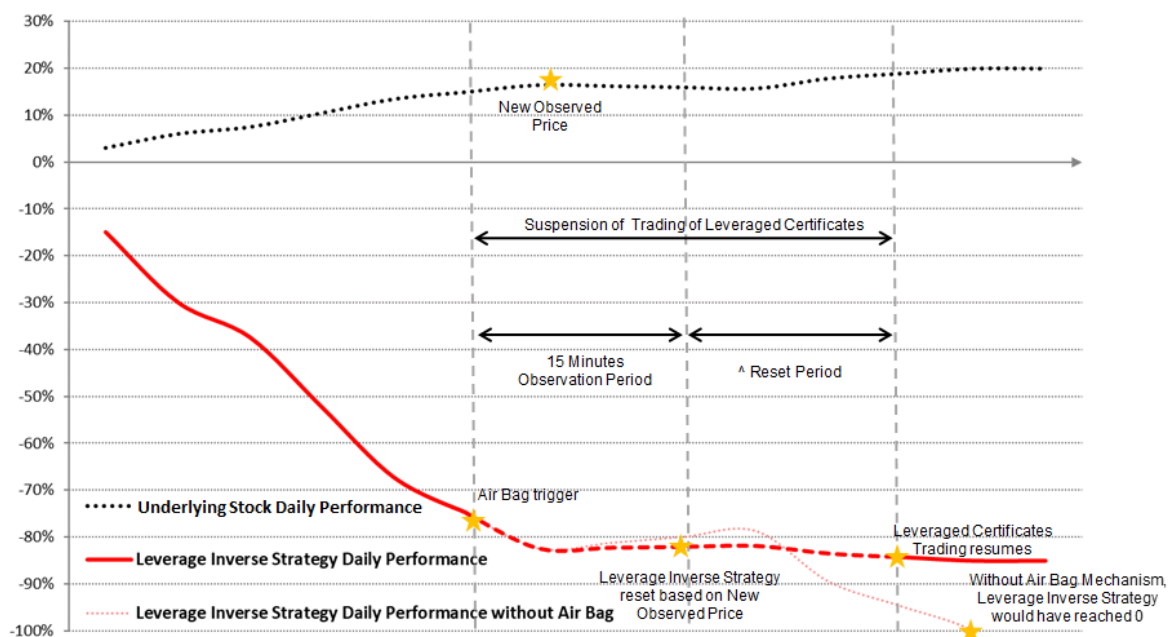 30%
20%
New Observed
Price
10%
0%
-10%
Suspension of Trading of Leveraged Certificates
-20%
-30%
-40%
15 Minutes
Observation Period
^ Reset Period
-50%
-60%
-70%
Air Bag trigger
Underlying Stock Daily Performance
-80%
Leveraged Certificates
Trading resumes
Leverage Inverse Strategy Daily Performance
-90%
Leverage Inverse Strategy
reset based on New
Observed Price
Without Air Bag Mechanism,
Leverage Inverse Strategy
would have reached 0
Leverage Inverse Strategy Daily Performance without Air Bag
-100%